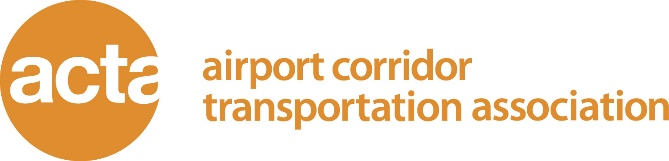 acta
airport corridor
transportation association